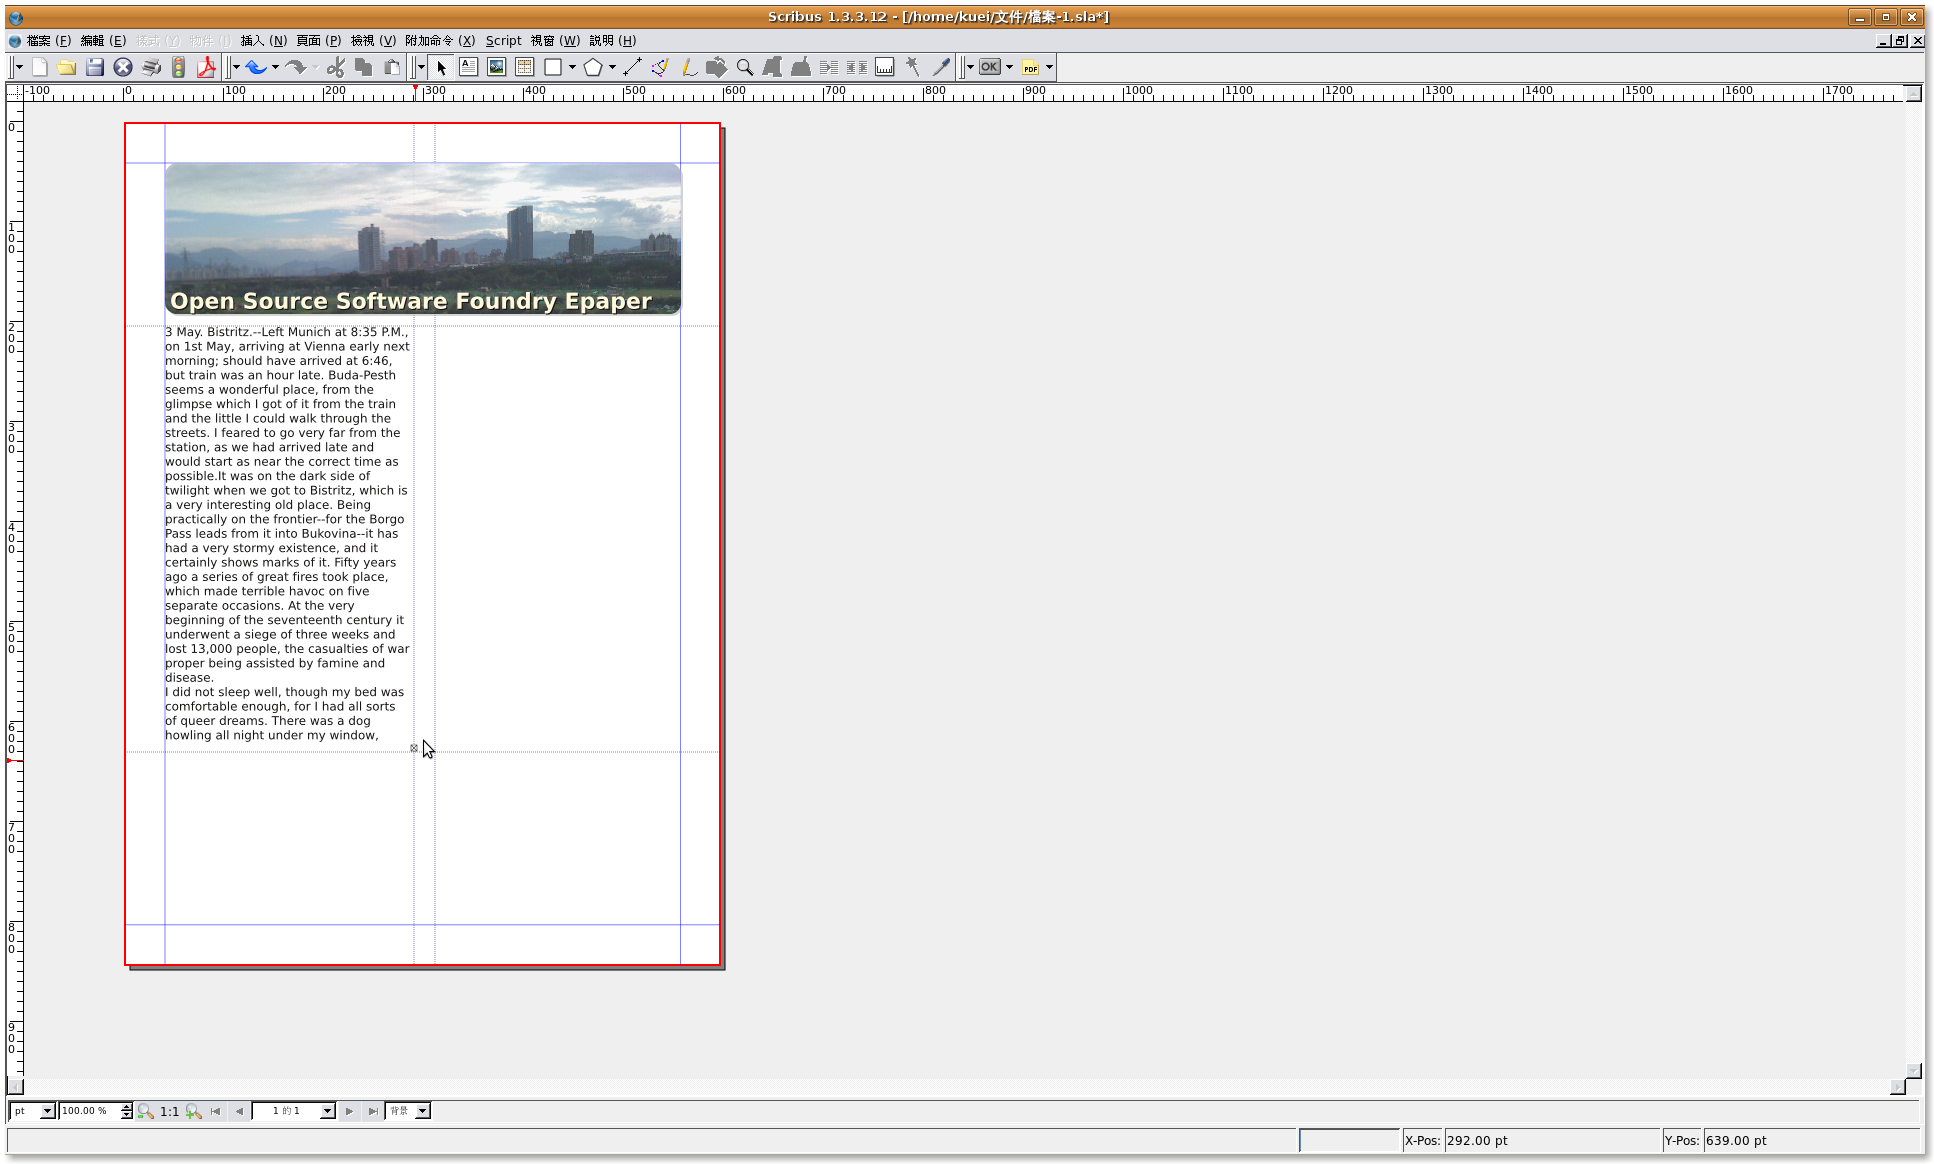 Scribus 1.3.3.12 - [/home/kuei/文件/檔案-1.sla*]
檔案 (F) 編輯 (E) 樣式 (Y) 物件 (I) 插入 (N) 頁面 (P) 檢視 (V) 附加命令 (X) Script 視窗 (W) 說明 (H)
OK PDF
-100 0 100 200 300 400 500 600 700 800 900 1000 1100 1200 1300 1400 1500 1600 1700
0
100
200
300
400
500
600
700
800
900
Open Source Software Foundry Epaper
3 May. Bistritz.--Left Munich at 8:35 P.M.,
on 1st May, arriving at Vienna early next
morning; should have arrived at 6:46,
but train was an hour late. Buda-Pesth
seems a wonderful place, from the
glimpse which I got of it from the train
and the little I could walk through the
streets. I feared to go very far from the
station, as we had arrived late and
would start as near the correct time as
possible.It was on the dark side of
twilight when we got to Bistritz, which is
a very interesting old place. Being
practically on the frontier--for the Borgo
Pass leads from it into Bukovina--it has
had a very stormy existence, and it
certainly shows marks of it. Fifty years
ago a series of great fires took place,
which made terrible havoc on five
separate occasions. At the very
beginning of the seventeenth century it
underwent a siege of three weeks and
lost 13,000 people, the casualties of war
proper being assisted by famine and
disease.
I did not sleep well, though my bed was
comfortable enough, for I had all sorts
of queer dreams. There was a dog
howling all night under my window,
pt 100.00 % 1:1 1 的 1 背景
X-Pos: 292.00 pt Y-Pos: 639.00 pt